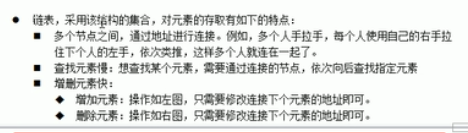 ● 链表，采用该结构的集合，对元素的存取有如下的特点：
■ 多个节点之间，通过地址进行连接。例如，多个人手拉手，每个人使用自己的右手拉
住下个人的左手，依次类推，这样多个人就连在一起了。
■ 查找元素慢：想查找某个元素，需要通过连接的节点，依次向后查找指定元素
■ 增删元素快：
◆ 增加元素：操作如左图，只需要修改连接下个元素的地址即可。
◆ 删除元素：操作如右图，只需要修改连接下个元素的地址即可。